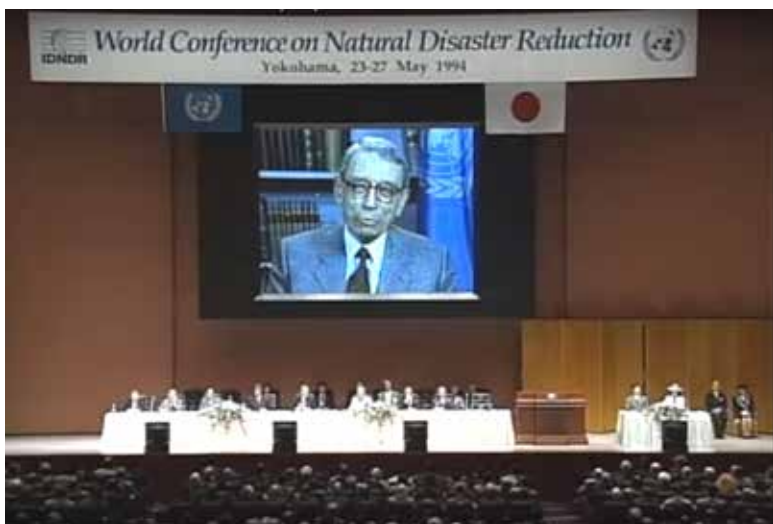 World Conference on Natural Disaster Reduction
IDNDR
Yokohama, 23-27 May 1994